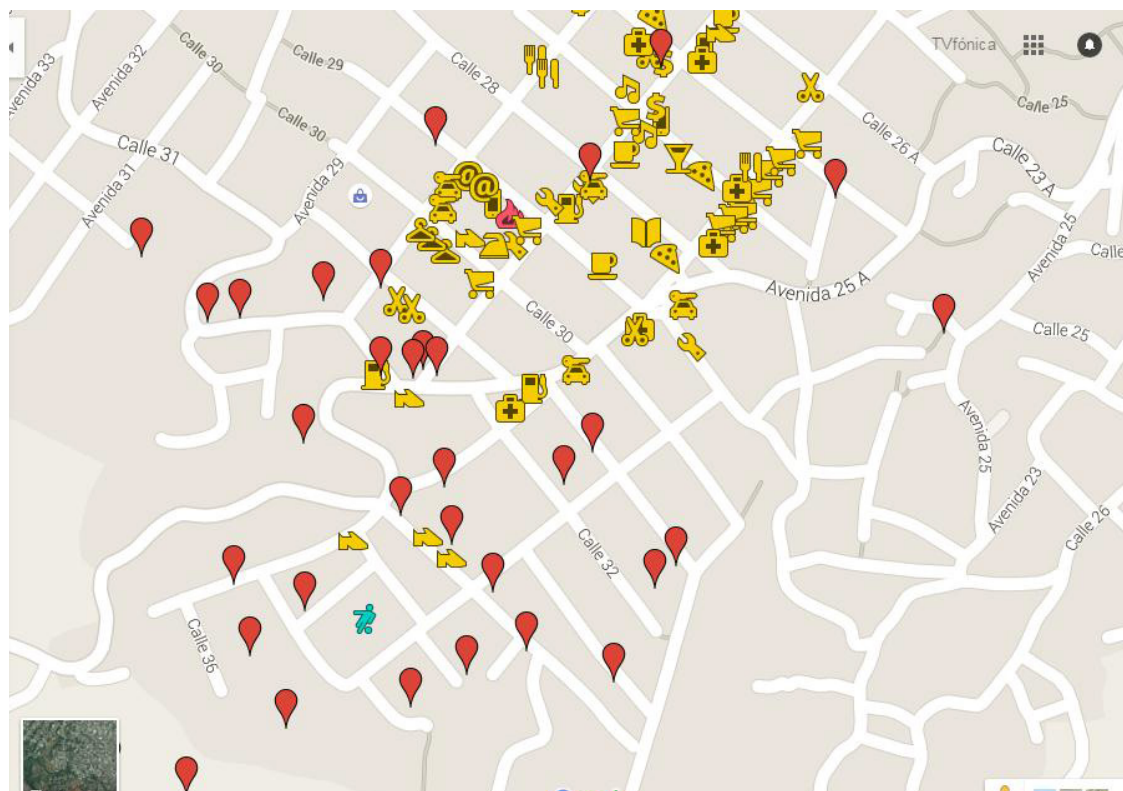 Avenida 33
Avenida 32
Calle 30
Calle 29
Calle 28
TVfónica
Calle 25
Calle 26 A
Calle 23 A
Calle 31
Calle 30
Avenida 29
Avenida 31
Avenida 25
Avenida 25 A
Calle 30
Calle 25
Avenida 25
Avenida 23
Calle 26
Calle 32
Calle 36